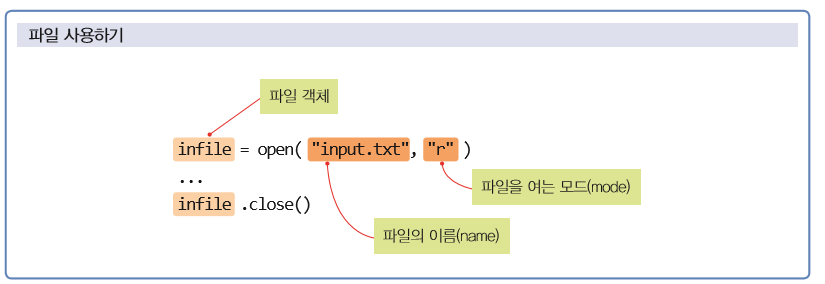 파일 사용하기
파일 객체
infile = open( "input.txt", "r" )
...
파일을 여는 모드(mode)
infile .close()
파일의 이름(name)